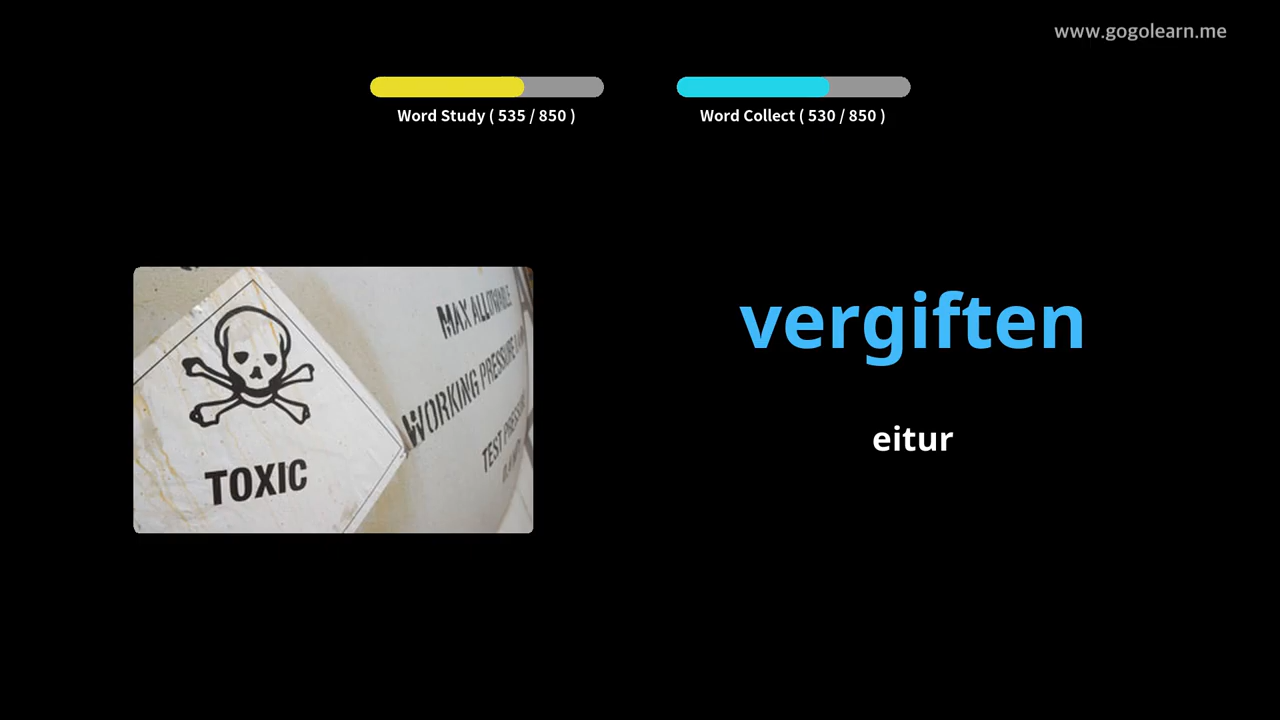 www.gogolearn.me
Word Study ( 535 / 850 )
Word Collect ( 530 / 850 )
MAX ALLOWABLE
WORKING PRESSURE
TEST PRESSURE
TOXIC
vergiften
eitur